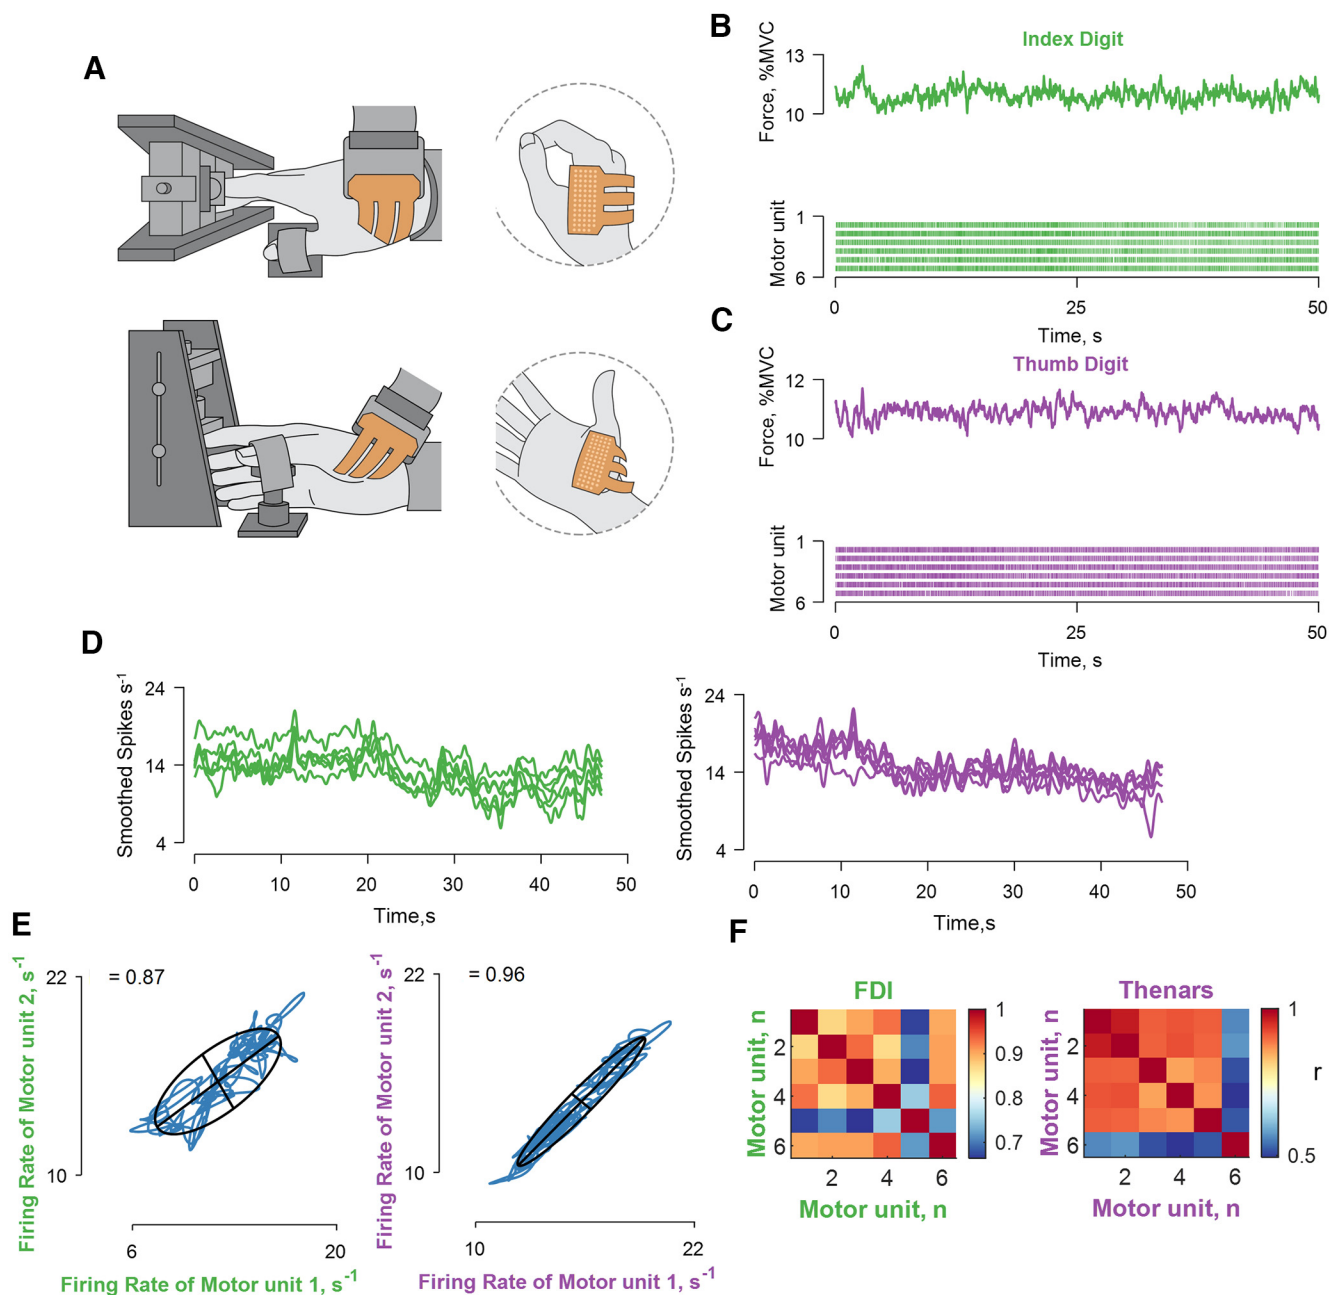 A
B
Index Digit
Force, %MVC
13
10
Motor unit
1
6
0
25
50
Time, s
C
Thumb Digit
Force, %MVC
12
10
Motor unit
1
6
0
25
50
Time, s
D
Smoothed Spikes s-1
24
14
4
0
10
20
30
40
50
Time,s
Smoothed Spikes s-1
24
14
4
0
10
20
30
40
50
Time,s
E
Firing Rate of Motor unit 2, s-1
22
10
= 0.87
6
20
Firing Rate of Motor unit 1, s-1
Firing Rate of Motor unit 2, s-1
22
10
= 0.96
10
22
Firing Rate of Motor unit 1, s-1
F
FDI
Motor unit, n
2
4
6
2
4
6
Motor unit, n
1
0.9
0.8
0.7
Thenars
Motor unit, n
2
4
6
2
4
6
Motor unit, n
1
r
0.5